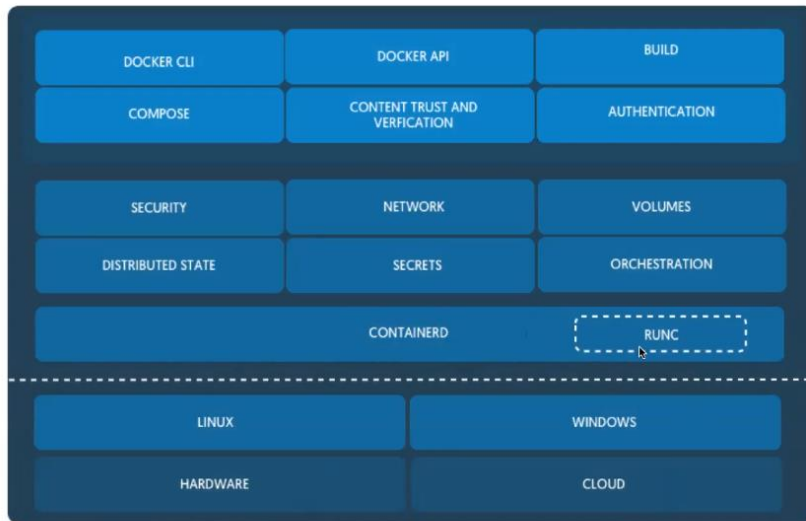 DOCKER CLI
DOCKER API
BUILD
COMPOSE
CONTENT TRUST AND
VERFICATION
AUTHENTICATION
SECURITY
NETWORK
VOLUMES
DISTRIBUTED STATE
SECRETS
ORCHESTRATION
CONTAINERD
RUNC
LINUX
WINDOWS
HARDWARE
CLOUD